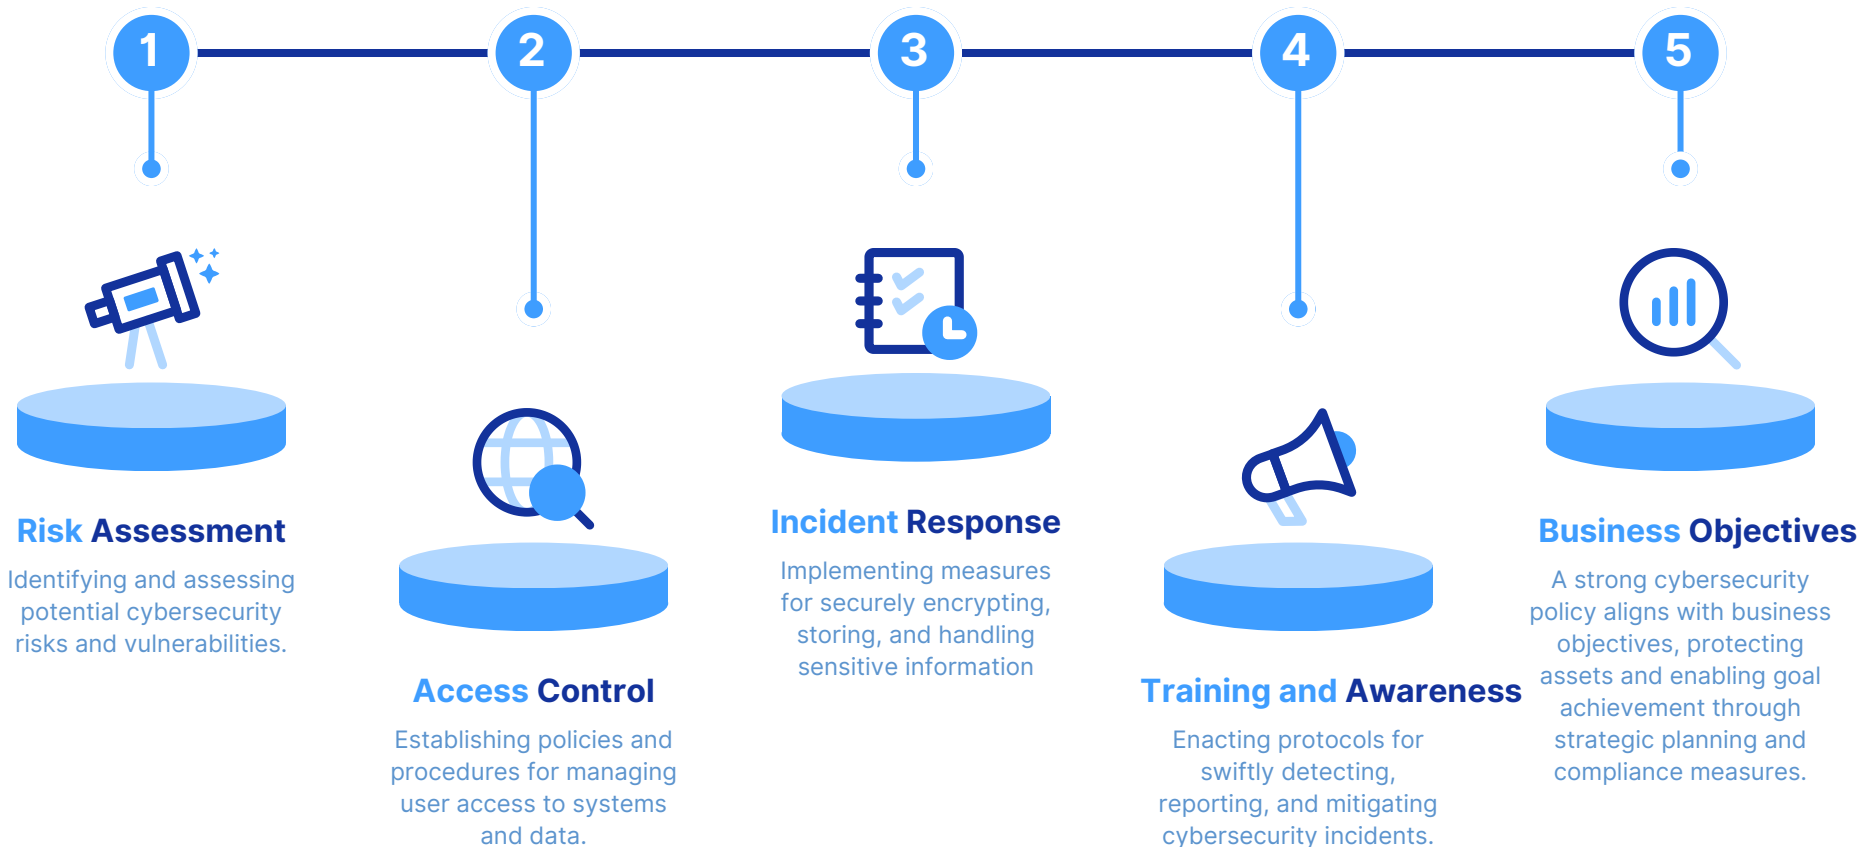 1
2
3
4
5
Risk Assessment
Identifying and assessing
potential cybersecurity
risks and vulnerabilities.
Access Control
Establishing policies and
procedures for managing
user access to systems
and data.
Incident Response
Implementing measures
for securely encrypting,
storing, and handling
sensitive information
Training and Awareness
Enacting protocols for
swiftly detecting,
reporting, and mitigating
cybersecurity incidents.
Business Objectives
A strong cybersecurity
policy aligns with business
objectives, protecting
assets and enabling goal
achievement through
strategic planning and
compliance measures.